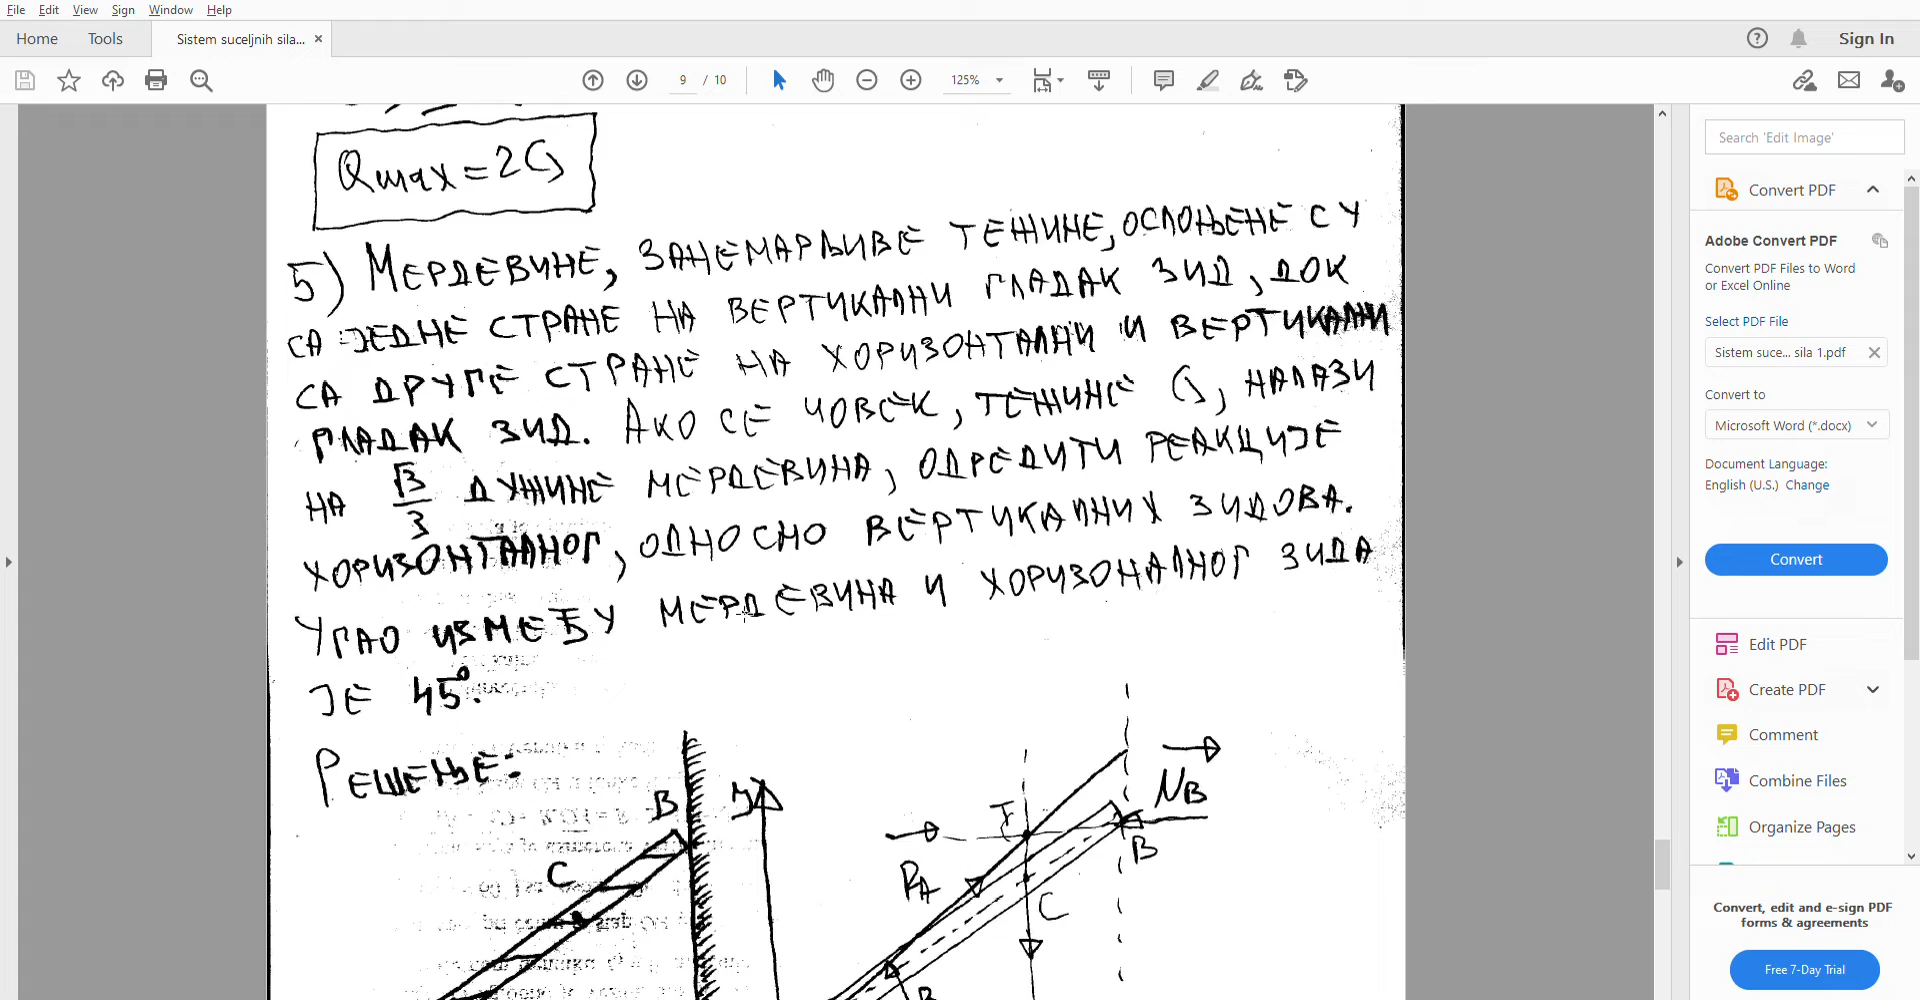 File Edit View Sign Window Help
Home Tools Sistem suceljnih sila... ×
Sign In
9 / 10 125%
Qmax = 2G
5) Мердевине, занемарљиве тежине, ослоњене су
са једне стране на вертикални гладак зид, док
са друге стране на хоризонтални и вертикални
гладак зид. Ако се човек, тежине G, налази
на √3/3 дужине мердевина, одредити реакције
хоризонталног, односно вертикалних зидова.
Угао између мердевина и хоризоналног зида
је 45°.
Решење:
B
C
y
RA
C
B
NB
Search 'Edit Image'
Convert PDF
Adobe Convert PDF
Convert PDF Files to Word
or Excel Online
Select PDF File
Sistem suce... sila 1.pdf
Convert to
Microsoft Word (*.docx)
Document Language:
English (U.S.) Change
Convert
Edit PDF
Create PDF
Comment
Combine Files
Organize Pages
Convert, edit and e-sign PDF
forms & agreements
Free 7-Day Trial